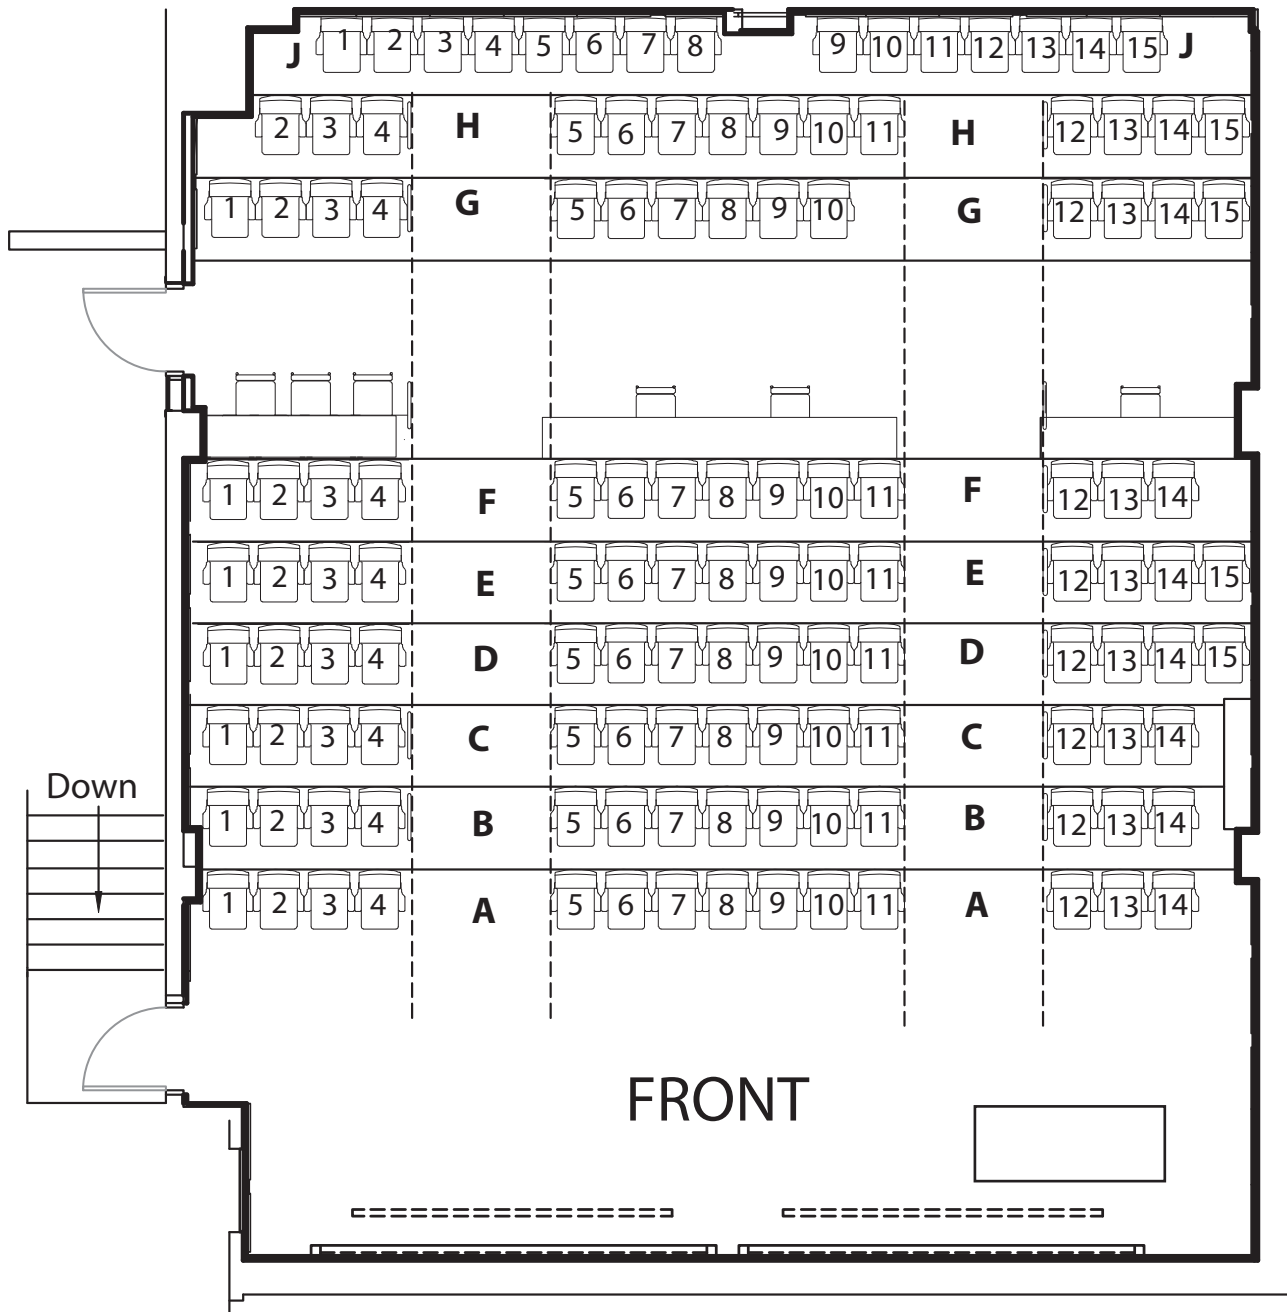 J 1 2 3 4 5 6 7 8 9 10 11 12 13 14 15 J
2 3 4 H 5 6 7 8 9 10 11 H 12 13 14 15
1 2 3 4 G 5 6 7 8 9 10 G 12 13 14 15
1 2 3 4 F 5 6 7 8 9 10 11 F 12 13 14
1 2 3 4 E 5 6 7 8 9 10 11 E 12 13 14 15
1 2 3 4 D 5 6 7 8 9 10 11 D 12 13 14 15
1 2 3 4 C 5 6 7 8 9 10 11 C 12 13 14
Down
1 2 3 4 B 5 6 7 8 9 10 11 B 12 13 14
1 2 3 4 A 5 6 7 8 9 10 11 A 12 13 14
FRONT